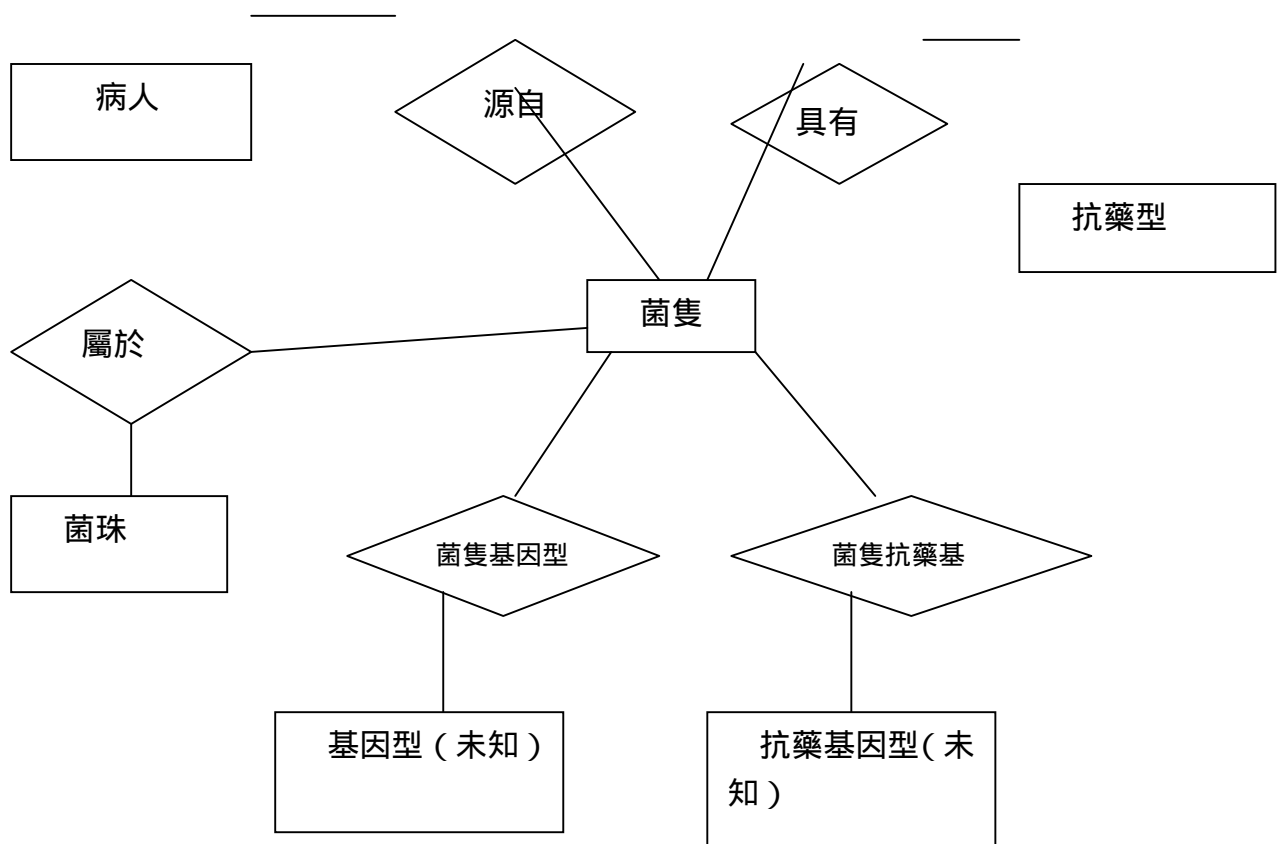 病人
源自
具有
抗藥型
菌隻
屬於
菌珠
菌隻基因型
菌隻抗藥基
基因型（未知）
抗藥基因型(未
知）